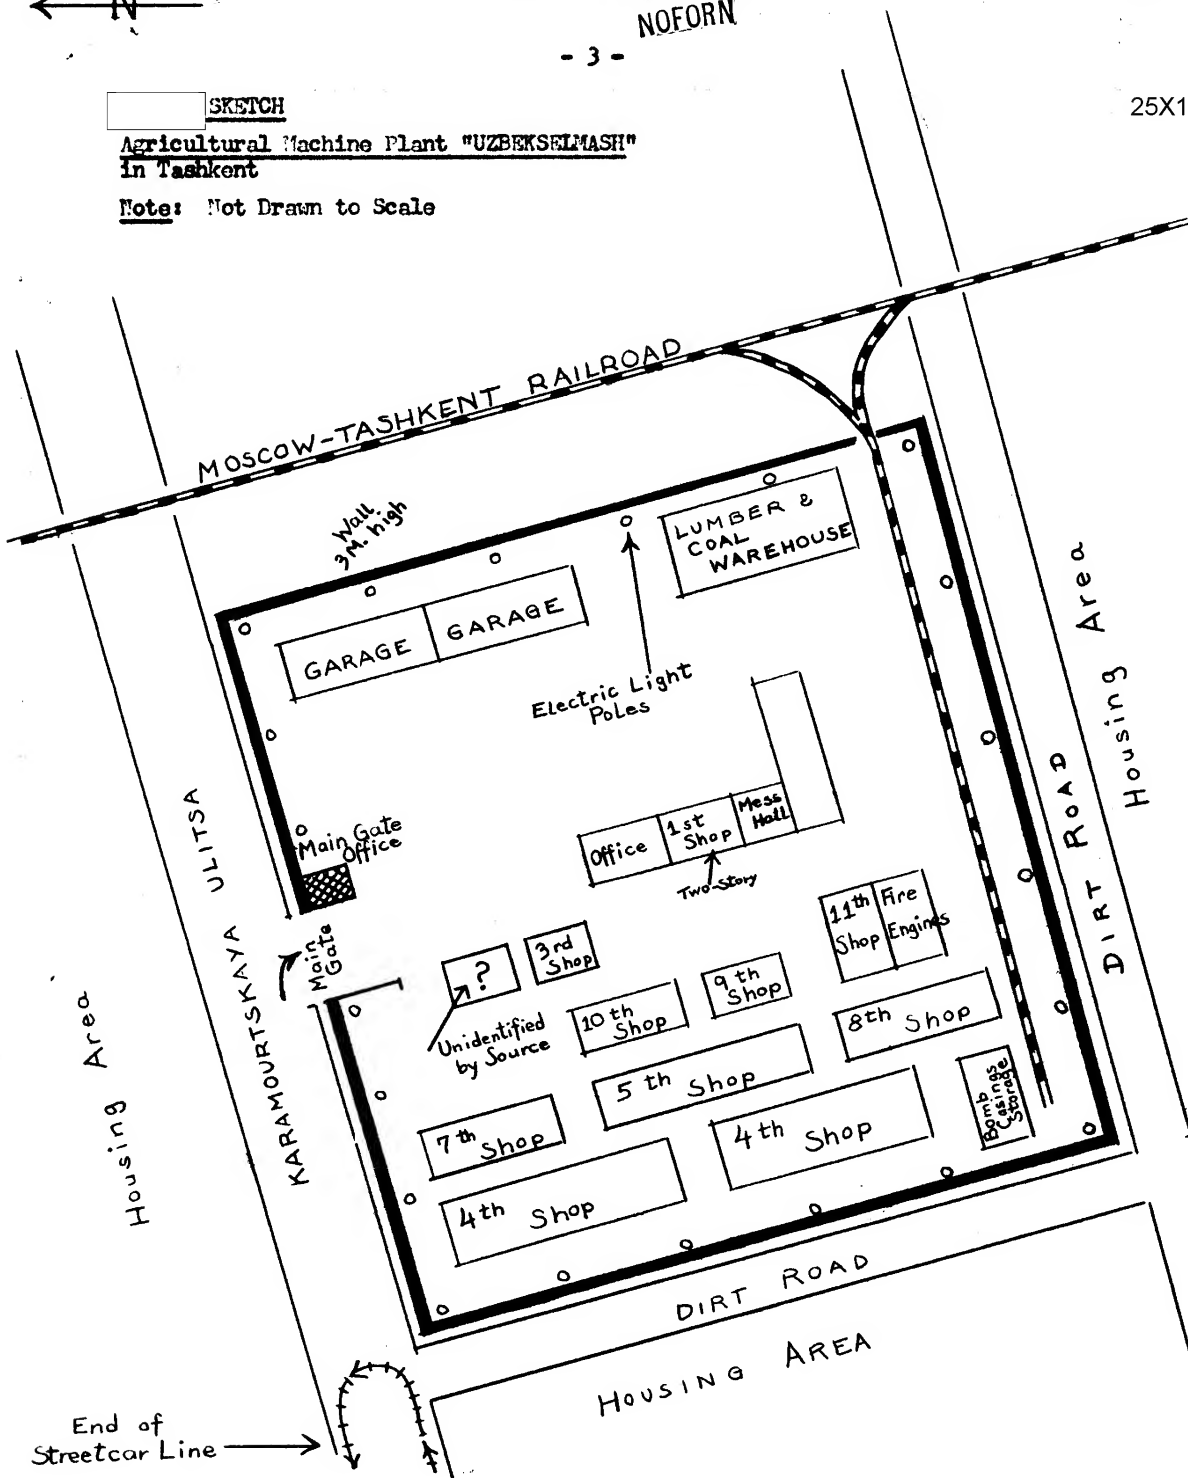 N
NOFORN
- 3 -
SKETCH
25X1
Agricultural Machine Plant "UZBEKSELMASH"
in Tashkent
Note: Not Drawn to Scale
MOSCOW-TASHKENT RAILROAD
Wall
3M. high
LUMBER &
COAL
WAREHOUSE
GARAGE
GARAGE
Electric Light
Poles
Housing Area
DIRT ROAD
KARAMOURTSKAYA ULITSA
Main Gate
Office
Office
1st
Shop
Mess
Hall
Two-Story
11th
Shop
Fire
Engines
Main
Gate
?
3rd
Shop
Unidentified
by Source
10th
Shop
9th
Shop
8th Shop
5th Shop
Bomb
Casings
Storage
7th Shop
4th Shop
4th Shop
Housing Area
DIRT ROAD
HOUSING AREA
End of
Streetcar Line